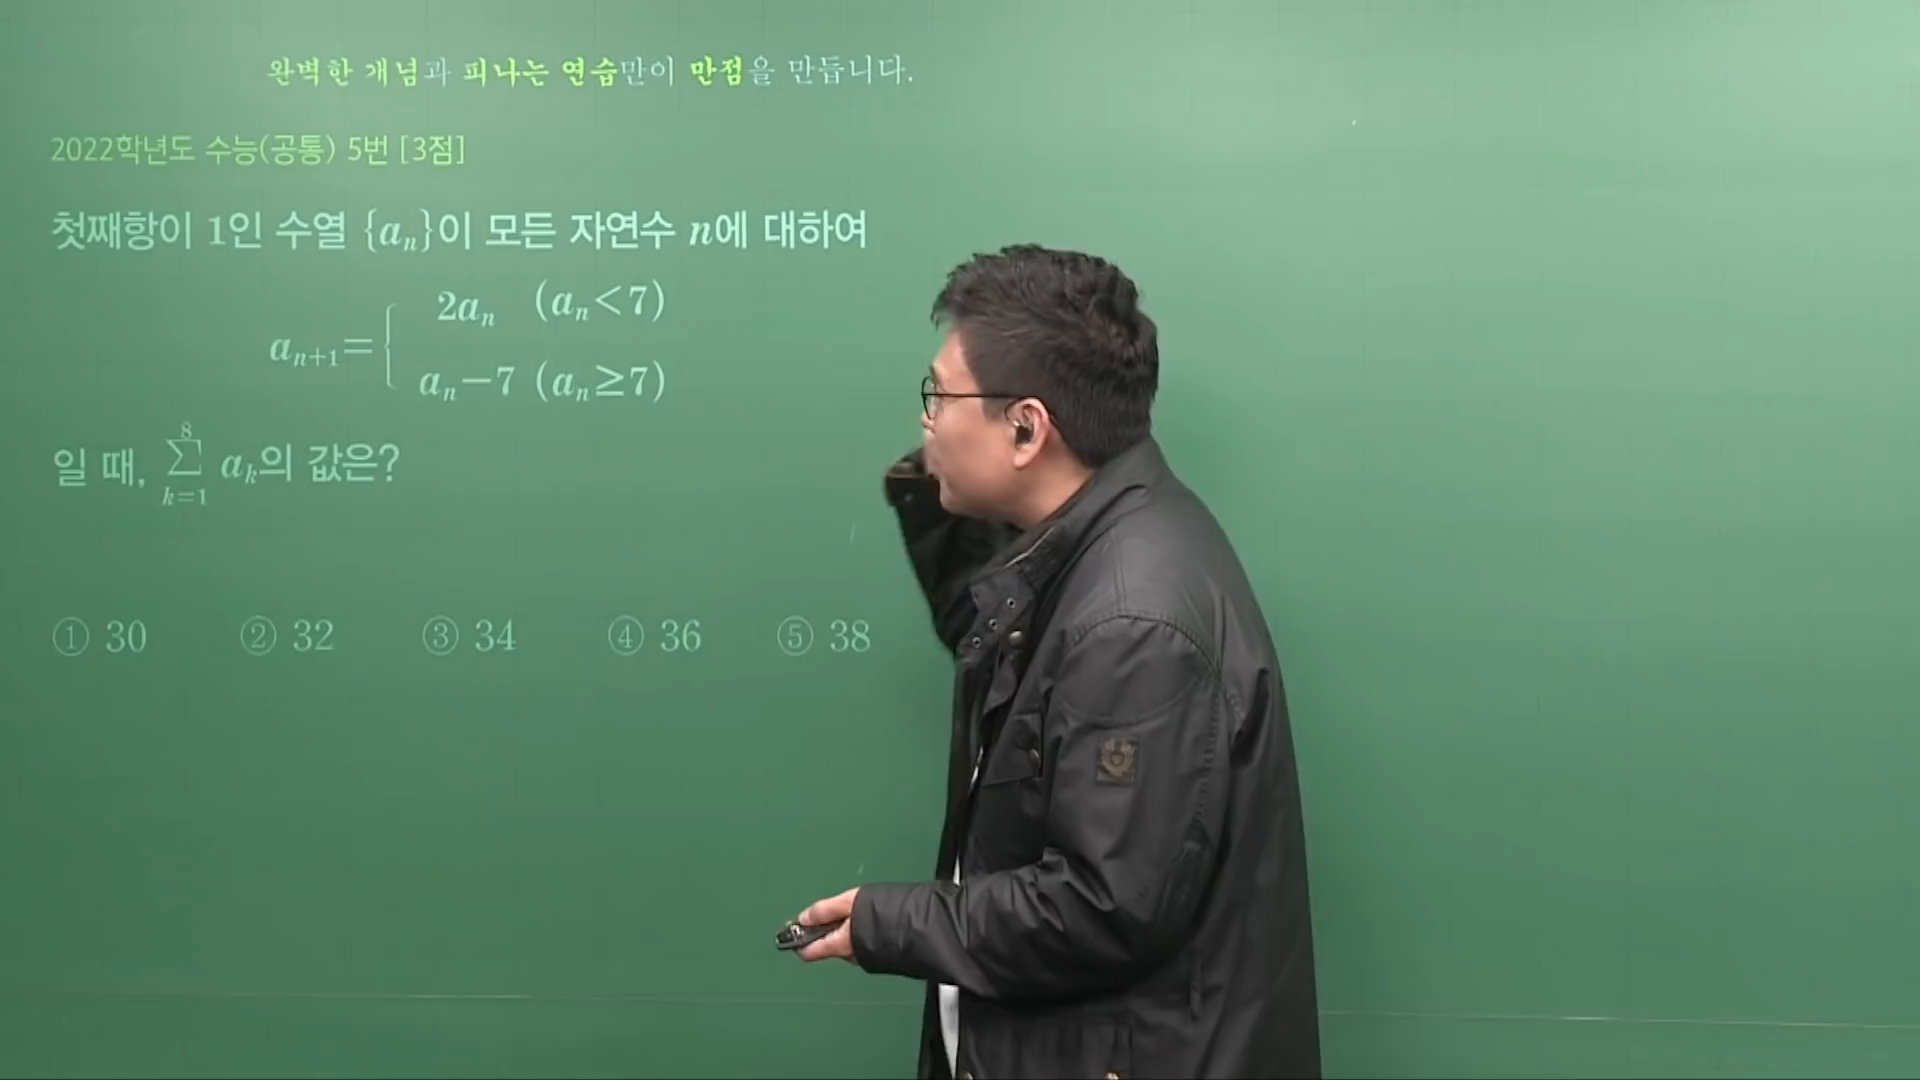 완벽한 개념과 피나는 연습만이 만점을 만듭니다.
2022학년도 수능(공통) 5번 [3점]
첫째항이 1인 수열 {aₙ}이 모든 자연수 n에 대하여
aₙ₊₁= { 2aₙ (aₙ<7)
aₙ−7 (aₙ≥7)
일 때, ∑_{k=1}^{8} aₖ의 값은?
① 30 ② 32 ③ 34 ④ 36 ⑤ 38